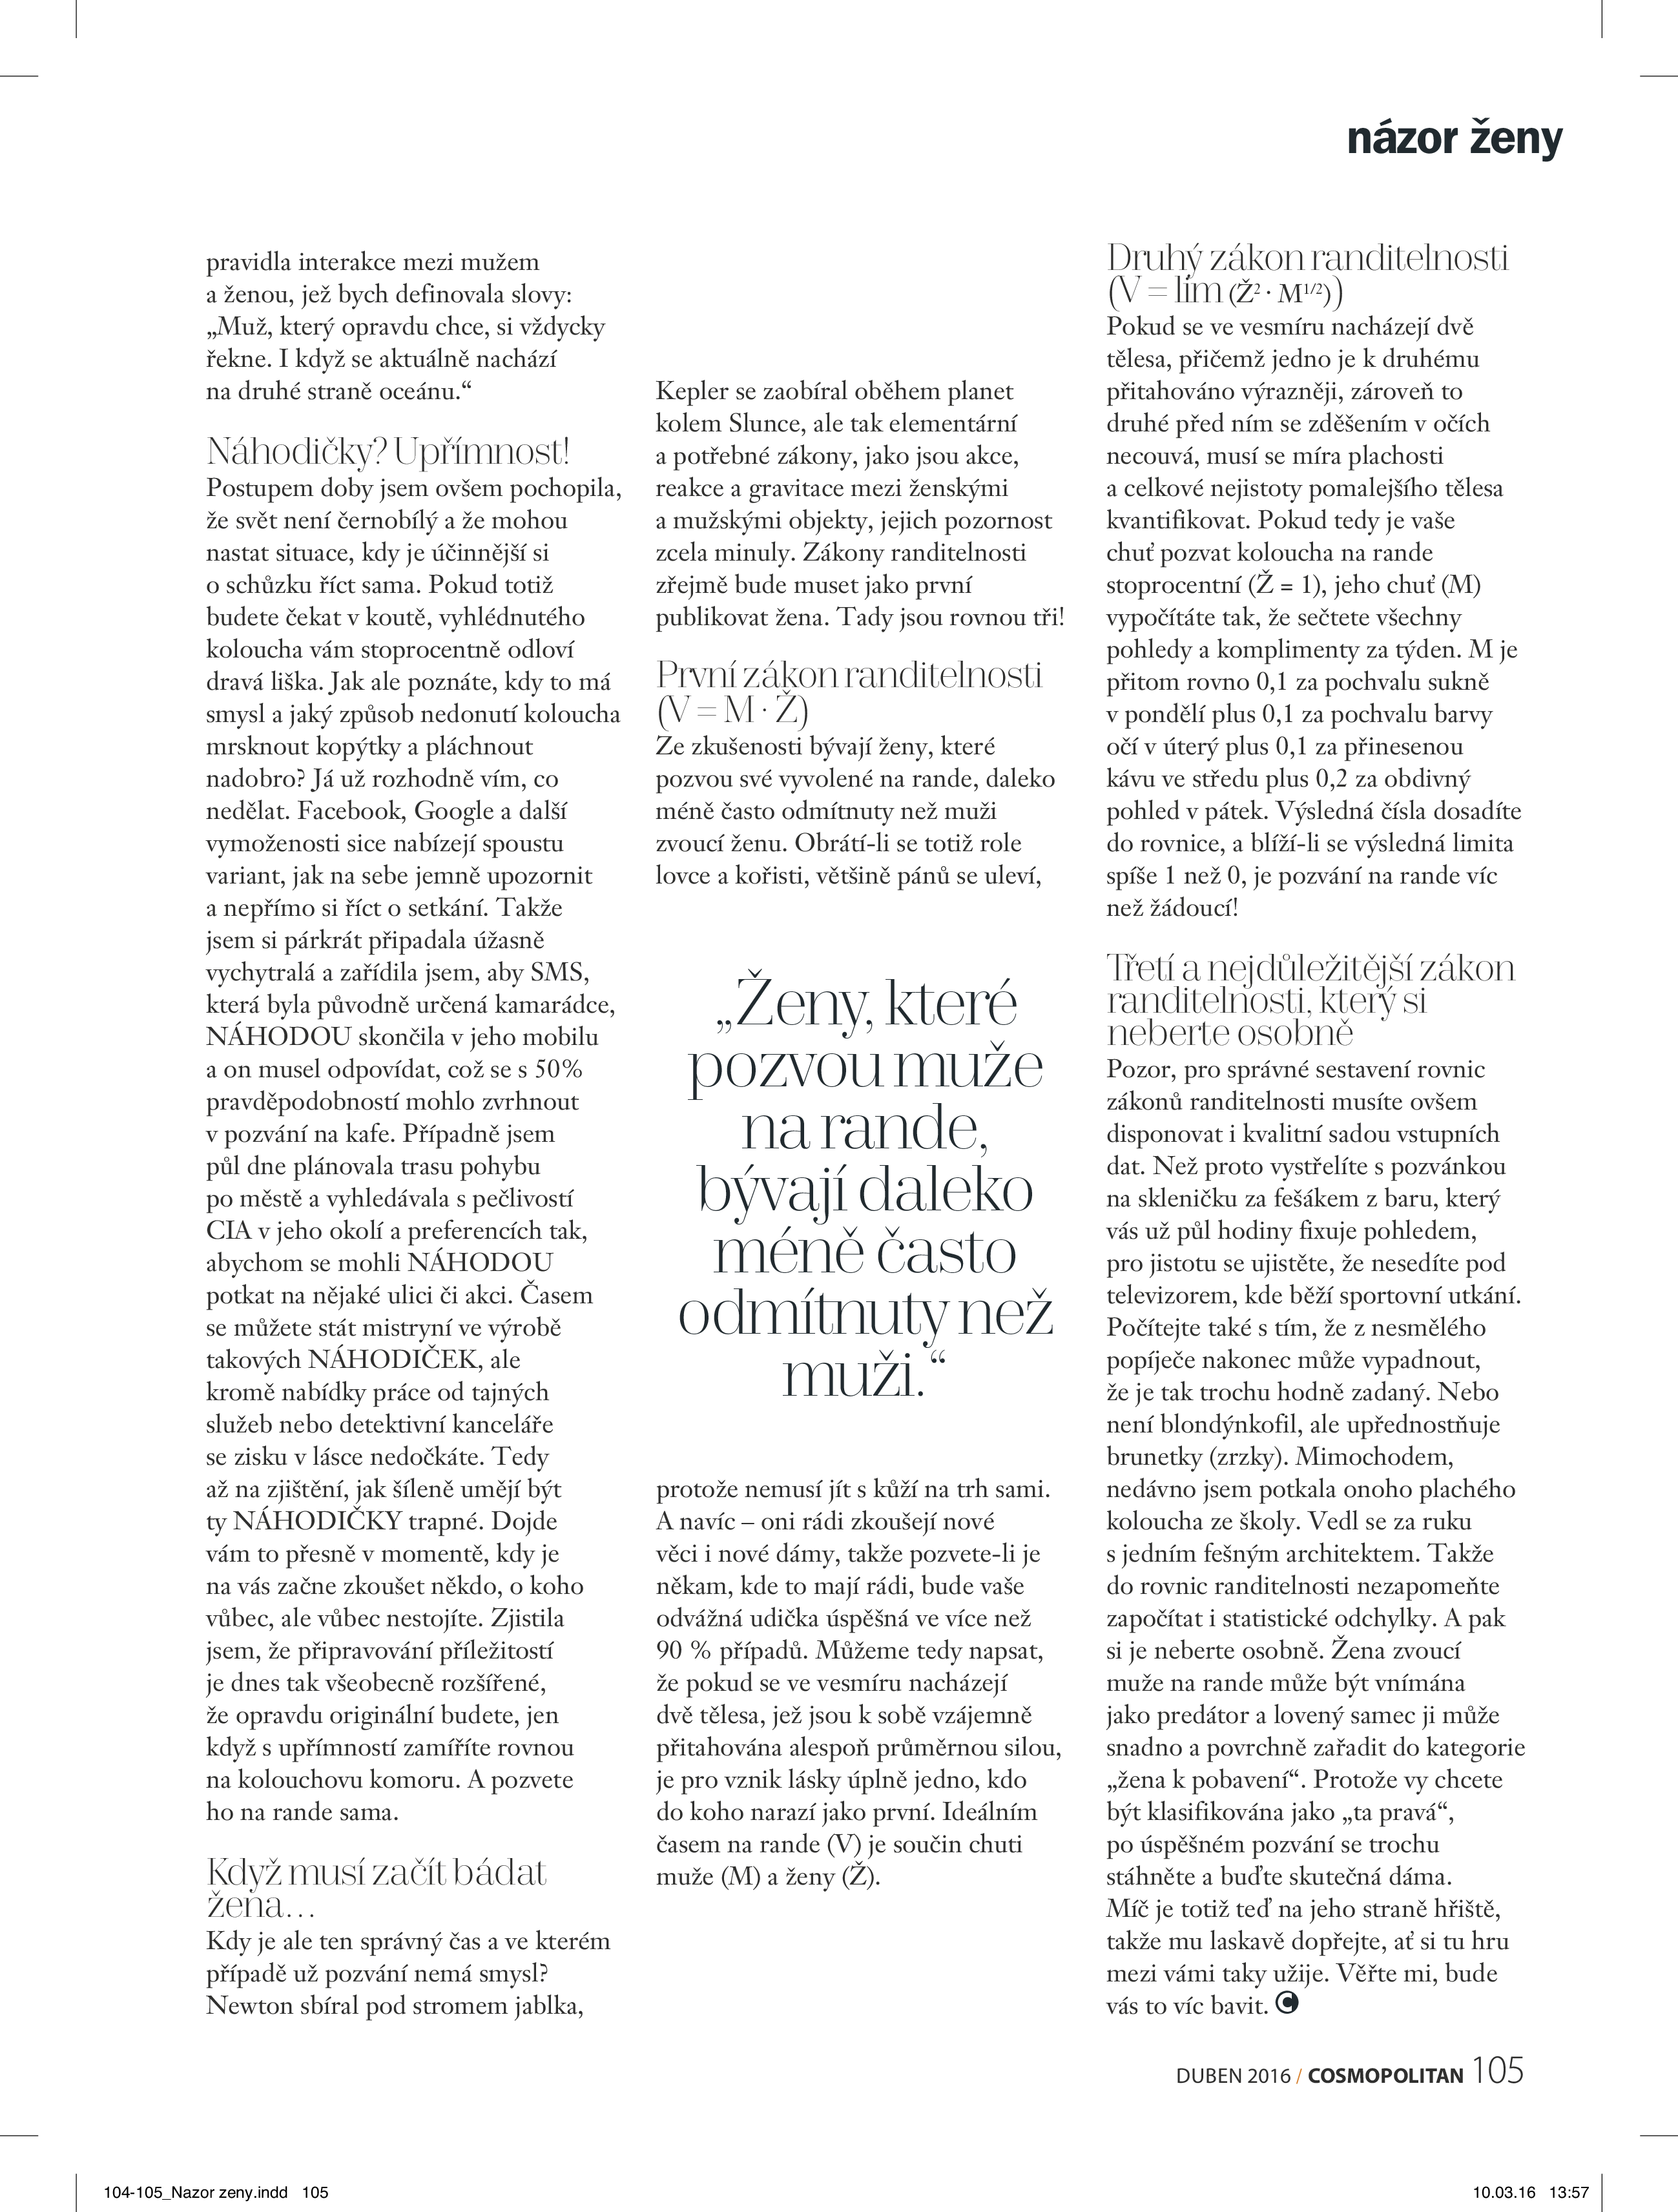 názor ženy
pravidla interakce mezi mužem
a ženou, jež bych definovala slovy:
„Muž, který opravdu chce, si vždycky
řekne. I když se aktuálně nachází
na druhé straně oceánu.“
Náhodičky? Upřímnost!
Postupem doby jsem ovšem pochopila,
že svět není černobílý a že mohou
nastat situace, kdy je účinnější si
o schůzku říct sama. Pokud totiž
budete čekat v koutě, vyhlédnutého
koloucha vám stoprocentně odloví
dravá liška. Jak ale poznáte, kdy to má
smysl a jaký způsob nedonutí koloucha
mrsknout kopýtky a pláchnout
nadobro? Já už rozhodně vím, co
nedělat. Facebook, Google a další
vymoženosti sice nabízejí spoustu
variant, jak na sebe jemně upozornit
a nepřímo si říct o setkání. Takže
jsem si párkrát připadala úžasně
vychytralá a zařídila jsem, aby SMS,
která byla původně určená kamarádce,
NÁHODOU skončila v jeho mobilu
a on musel odpovídat, což se s 50%
pravděpodobností mohlo zvrhnout
v pozvání na kafe. Případně jsem
půl dne plánovala trasu pohybu
po městě a vyhledávala s pečlivostí
CIA v jeho okolí a preferencích tak,
abychom se mohli NÁHODOU
potkat na nějaké ulici či akci. Časem
se můžete stát mistryní ve výrobě
takových NÁHODIČEK, ale
kromě nabídky práce od tajných
služeb nebo detektivní kanceláře
se zisku v lásce nedočkáte. Tedy
až na zjištění, jak šíleně umějí být
ty NÁHODIČKY trapné. Dojde
vám to přesně v momentě, kdy je
na vás začne zkoušet někdo, o koho
vůbec, ale vůbec nestojíte. Zjistila
jsem, že připravování příležitostí
je dnes tak všeobecně rozšířené,
že opravdu originální budete, jen
když s upřímností zamíříte rovnou
na kolouchovu komoru. A pozvete
ho na rande sama.
Když musí začít bádat
žena…
Kdy je ale ten správný čas a ve kterém
případě už pozvání nemá smysl?
Newton sbíral pod stromem jablka,
Kepler se zaobíral oběhem planet
kolem Slunce, ale tak elementární
a potřebné zákony, jako jsou akce,
reakce a gravitace mezi ženskými
a mužskými objekty, jejich pozornost
zcela minuly. Zákony randitelnosti
zřejmě bude muset jako první
publikovat žena. Tady jsou rovnou tři!
První zákon randitelnosti
(V = M · Ž)
Ze zkušenosti bývají ženy, které
pozvou své vyvolené na rande, daleko
méně často odmítnuty než muži
zvoucí ženu. Obrátí-li se totiž role
lovce a kořisti, většině pánů se uleví,
„Ženy, které
pozvou muže
na rande,
bývají daleko
méně často
odmítnuty než
muži.“
protože nemusí jít s kůží na trh sami.
A navíc – oni rádi zkoušejí nové
věci i nové dámy, takže pozvete-li je
někam, kde to mají rádi, bude vaše
odvážná udička úspěšná ve více než
90 % případů. Můžeme tedy napsat,
že pokud se ve vesmíru nacházejí
dvě tělesa, jež jsou k sobě vzájemně
přitahována alespoň průměrnou silou,
je pro vznik lásky úplně jedno, kdo
do koho narazí jako první. Ideálním
časem na rande (V) je součin chuti
muže (M) a ženy (Ž).
Druhý zákon randitelnosti
(V = lim (Ž² · M¹/²))
Pokud se ve vesmíru nacházejí dvě
tělesa, přičemž jedno je k druhému
přitahováno výrazněji, zároveň to
druhé před ním se zděšením v očích
necouvá, musí se míra plachosti
a celkové nejistoty pomalejšího tělesa
kvantifikovat. Pokud tedy je vaše
chuť pozvat koloucha na rande
stoprocentní (Ž = 1), jeho chuť (M)
vypočítáte tak, že sečtete všechny
pohledy a komplimenty za týden. M je
přitom rovno 0,1 za pochvalu sukně
v pondělí plus 0,1 za pochvalu barvy
očí v úterý plus 0,1 za přinesenou
kávu ve středu plus 0,2 za obdivný
pohled v pátek. Výsledná čísla dosadíte
do rovnice, a blíží-li se výsledná limita
spíše 1 než 0, je pozvání na rande víc
než žádoucí!
Třetí a nejdůležitější zákon
randitelnosti, který si
neberte osobně
Pozor, pro správné sestavení rovnic
zákonů randitelnosti musíte ovšem
disponovat i kvalitní sadou vstupních
dat. Než proto vystřelíte s pozvánkou
na skleničku za fešákem z baru, který
vás už půl hodiny fixuje pohledem,
pro jistotu se ujistěte, že nesedíte pod
televizorem, kde běží sportovní utkání.
Počítejte také s tím, že z nesmělého
popíječe nakonec může vypadnout,
že je tak trochu hodně zadaný. Nebo
není blondýnkofil, ale upřednostňuje
brunetky (zrzky). Mimochodem,
nedávno jsem potkala onoho plachého
koloucha ze školy. Vedl se za ruku
s jedním fešným architektem. Takže
do rovnic randitelnosti nezapomeňte
započítat i statistické odchylky. A pak
si je neberte osobně. Žena zvoucí
muže na rande může být vnímána
jako predátor a lovený samec ji může
snadno a povrchně zařadit do kategorie
„žena k pobavení“. Protože vy chcete
být klasifikována jako „ta pravá“,
po úspěšném pozvání se trochu
stáhněte a buďte skutečná dáma.
Míč je totiž teď na jeho straně hřiště,
takže mu laskavě dopřejte, ať si tu hru
mezi vámi taky užije. Věřte mi, bude
vás to víc bavit. C
DUBEN 2016 / COSMOPOLITAN 105
104-105_Nazor zeny.indd 105
10.03.16 13:57